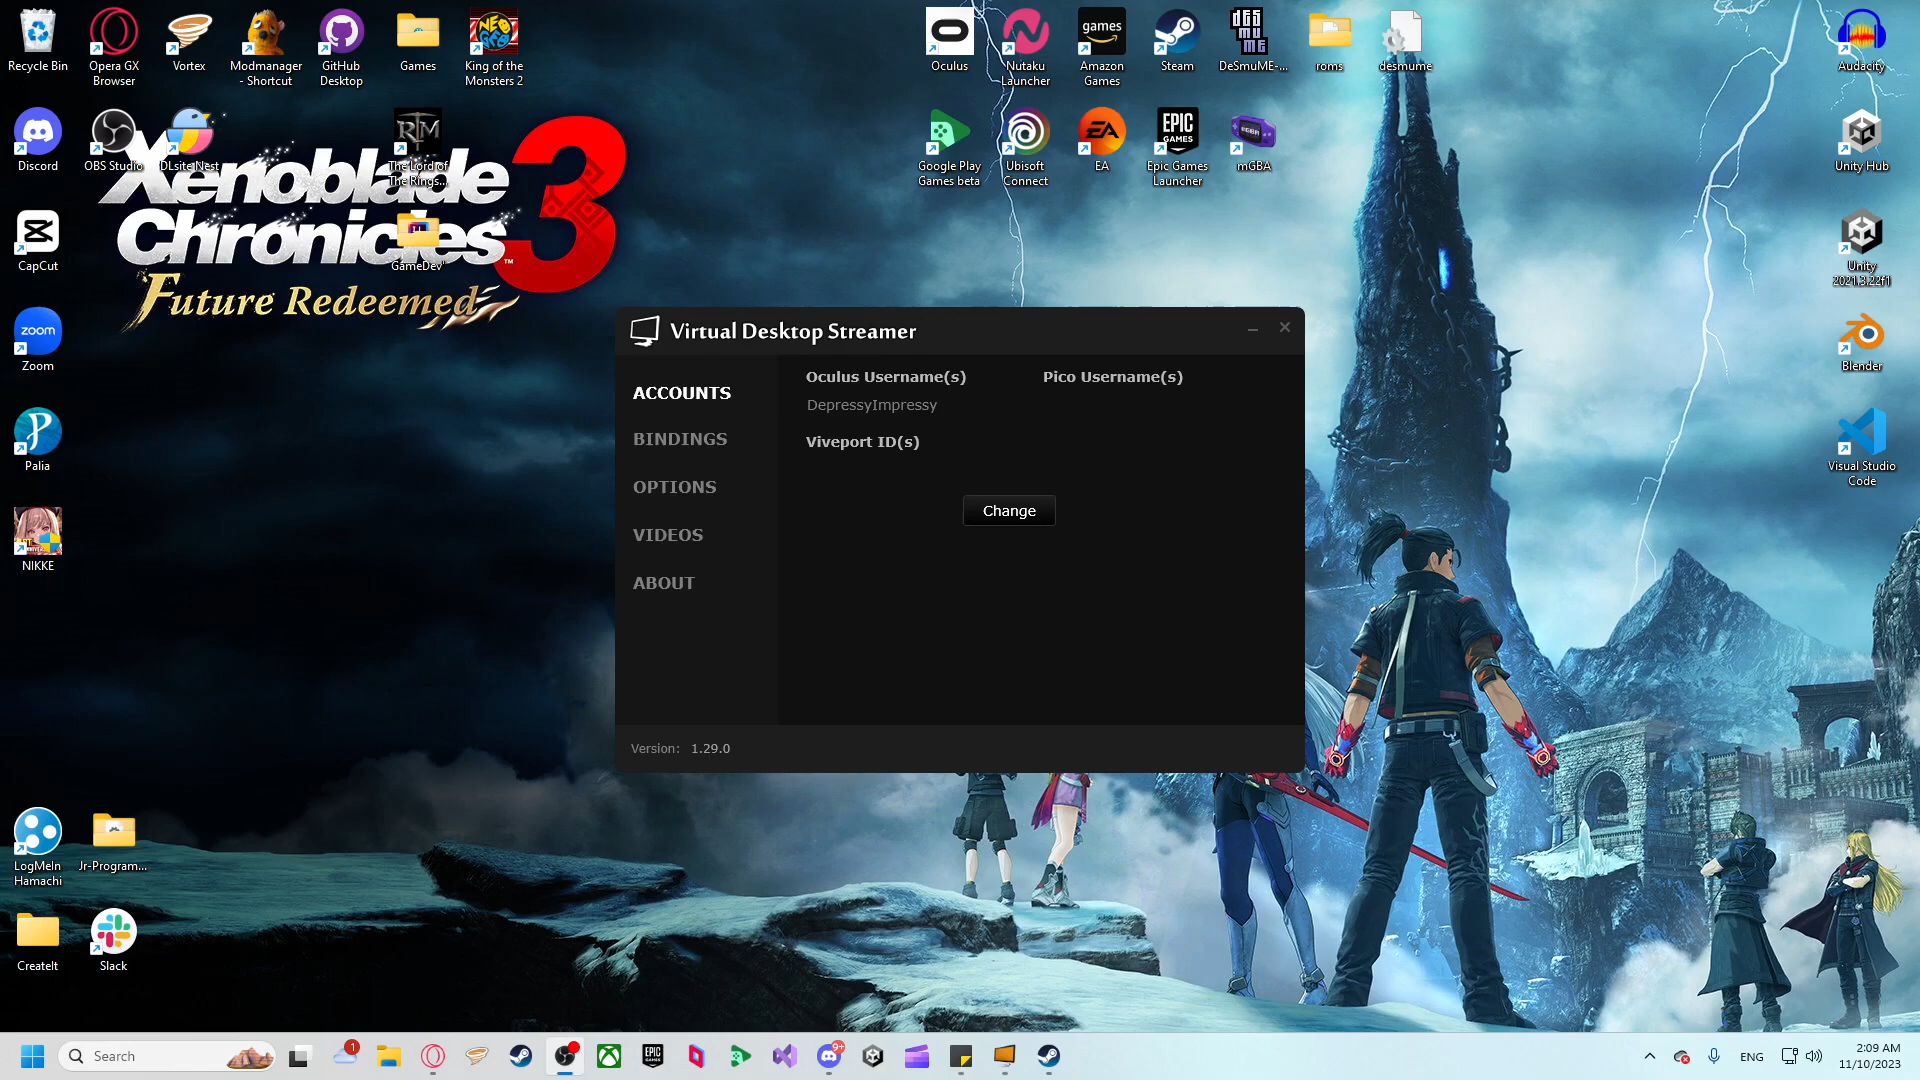 Recycle Bin
Opera GX
Browser
Vortex
Modmanager
- Shortcut
GitHub
Desktop
Games
King of the
Monsters 2
Oculus
Nutaku
Launcher
games
Amazon
Games
Steam
DeSmuME-...
roms
desmume
Audacity
Discord
OBS Studio
DLsite Nest
The Lord of
The Rings...
Google Play
Games beta
Ubisoft
Connect
EA
EPIC
GAMES
Epic Games
Launcher
mGBA
Unity Hub
Xenoblade
Chronicles 3™
Future Redeemed
CapCut
GameDev
Unity
2021.3.22f1
zoom
Zoom
Blender
Palia
Visual Studio
Code
NIKKE
Virtual Desktop Streamer
ACCOUNTS
BINDINGS
OPTIONS
VIDEOS
ABOUT
Oculus Username(s)
Pico Username(s)
DepressyImpressy
Viveport ID(s)
Change
Version: 1.29.0
LogMeIn
Hamachi
Jr-Program...
CreateIt
Slack
Search
1
9+
ENG
2:09 AM
11/10/2023